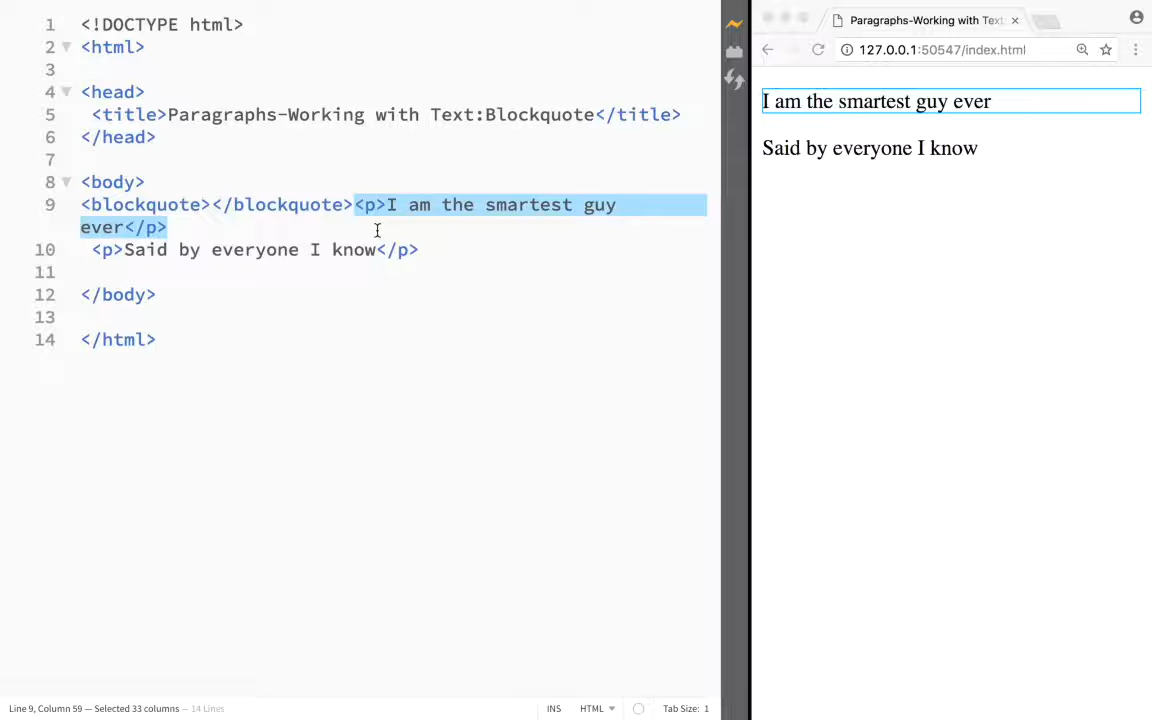 1 <!DOCTYPE html>
2 <html>
3
4 <head>
5 <title>Paragraphs-Working with Text:Blockquote</title>
6 </head>
7
8 <body>
9 <blockquote></blockquote><p>I am the smartest guy
ever</p>
10 <p>Said by everyone I know</p>
11
12 </body>
13
14 </html>
Line 9, Column 59 — Selected 33 columns — 14 Lines
INS HTML Tab Size: 1
Paragraphs-Working with Text:
127.0.0.1:50547/index.html
I am the smartest guy ever
Said by everyone I know